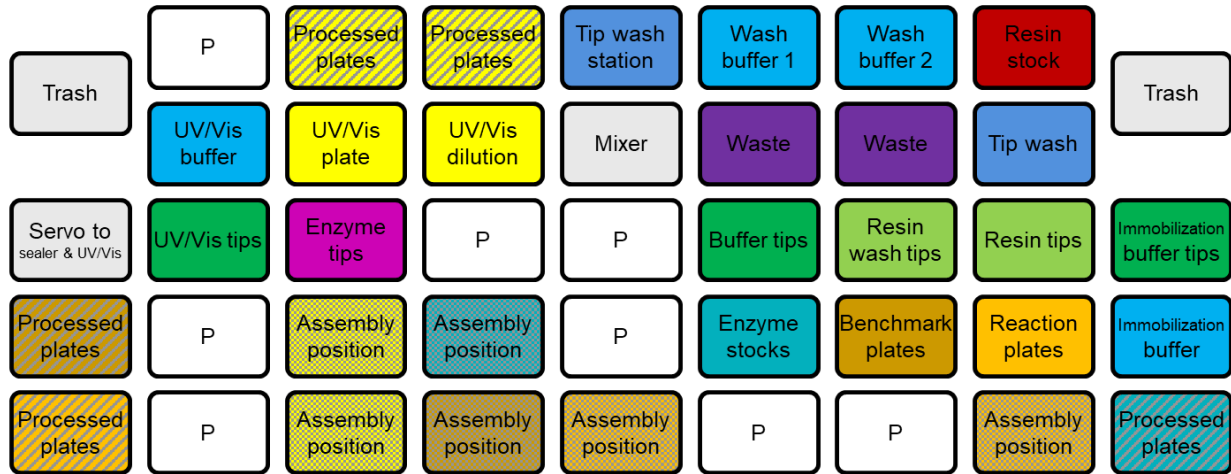 P
Processed
plates
Processed
plates
Tip wash
station
Wash
buffer 1
Wash
buffer 2
Resin
stock
Trash
Trash
UV/Vis
buffer
UV/Vis
plate
UV/Vis
dilution
Mixer
Waste
Waste
Tip wash
Servo to
sealer & UV/Vis
UV/Vis tips
Enzyme
tips
P
P
Buffer tips
Resin
wash tips
Resin tips
Immobilization
buffer tips
Processed
plates
P
Assembly
position
Assembly
position
P
Enzyme
stocks
Benchmark
plates
Reaction
plates
Immobilization
buffer
Processed
plates
P
Assembly
position
Assembly
position
Assembly
position
P
P
Assembly
position
Processed
plates